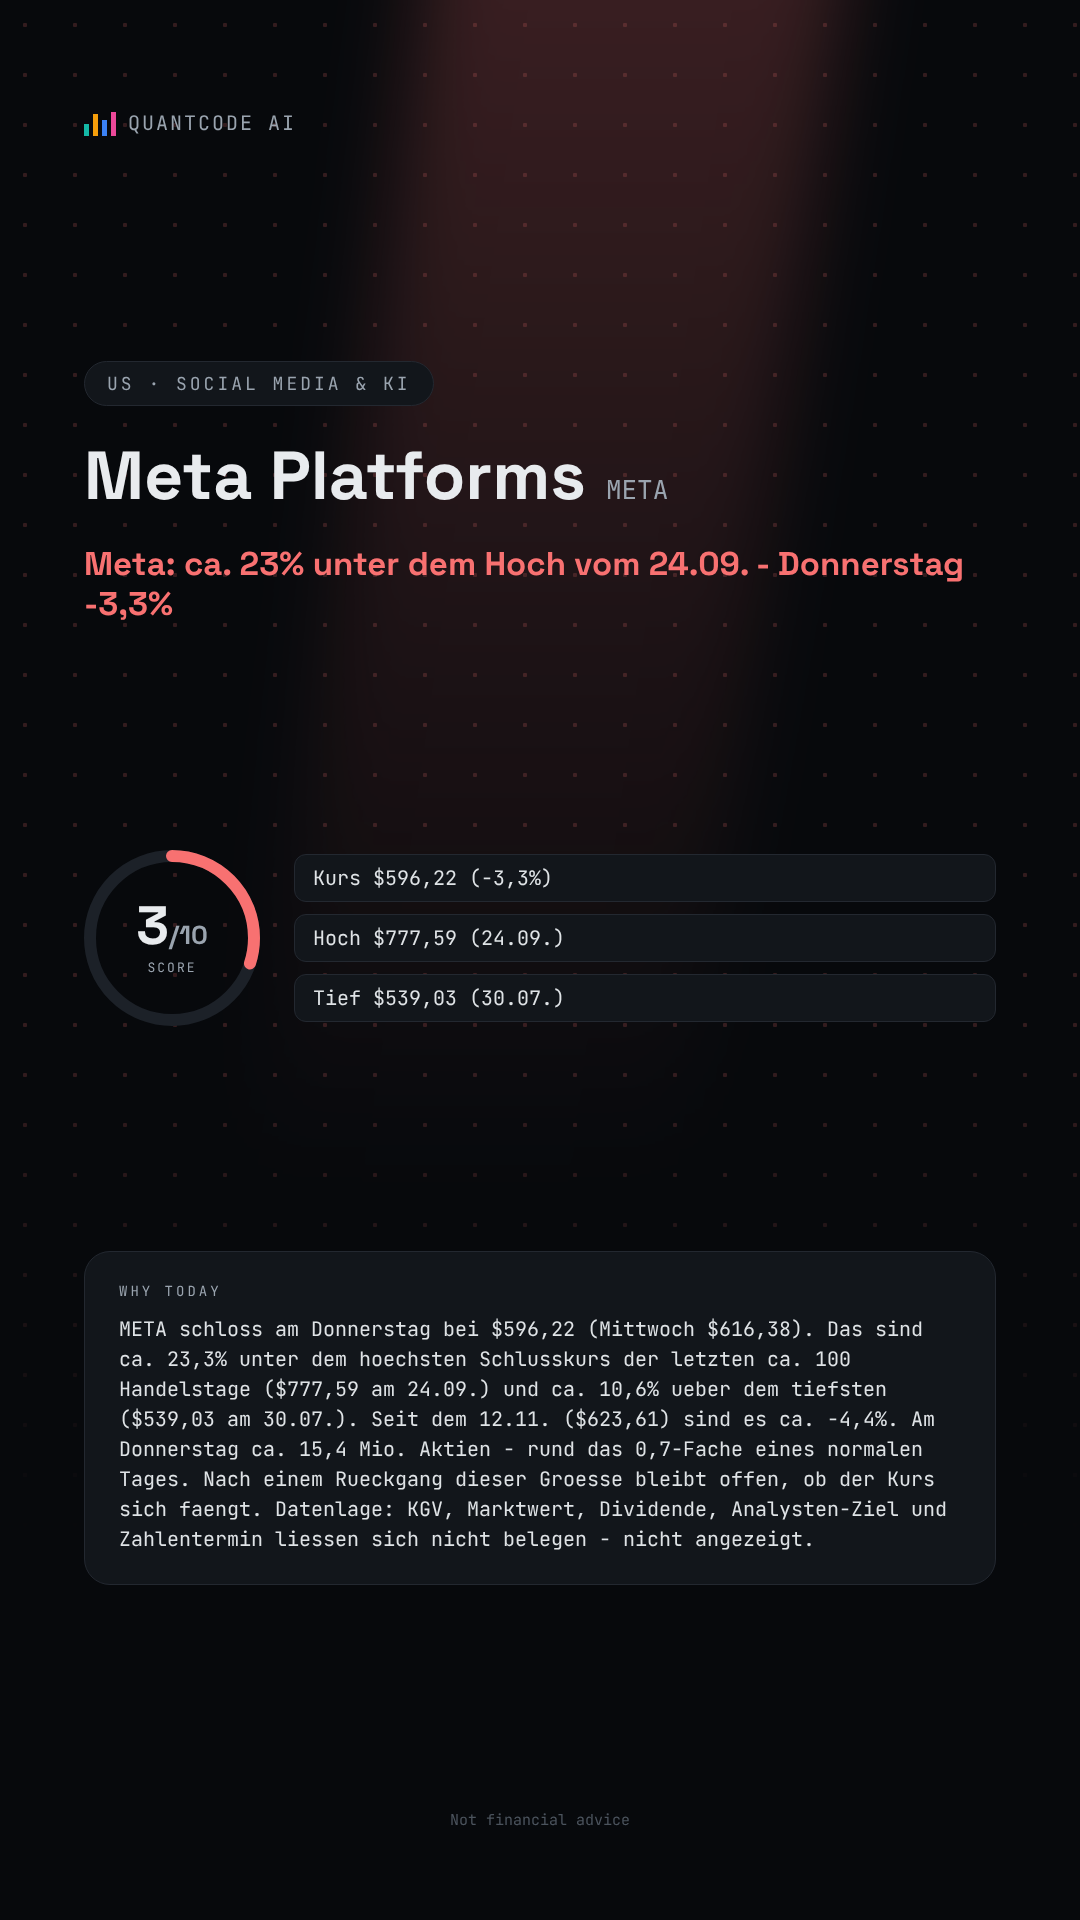 QUANTCODE AI
US · SOCIAL MEDIA & KI
Meta Platforms META
Meta: ca. 23% unter dem Hoch vom 24.09. - Donnerstag
-3,3%
3/10
SCORE
Kurs $596,22 (-3,3%)
Hoch $777,59 (24.09.)
Tief $539,03 (30.07.)
WHY TODAY
META schloss am Donnerstag bei $596,22 (Mittwoch $616,38). Das sind
ca. 23,3% unter dem hoechsten Schlusskurs der letzten ca. 100
Handelstage ($777,59 am 24.09.) und ca. 10,6% ueber dem tiefsten
($539,03 am 30.07.). Seit dem 12.11. ($623,61) sind es ca. -4,4%. Am
Donnerstag ca. 15,4 Mio. Aktien - rund das 0,7-Fache eines normalen
Tages. Nach einem Rueckgang dieser Groesse bleibt offen, ob der Kurs
sich faengt. Datenlage: KGV, Marktwert, Dividende, Analysten-Ziel und
Zahlentermin liessen sich nicht belegen - nicht angezeigt.
Not financial advice